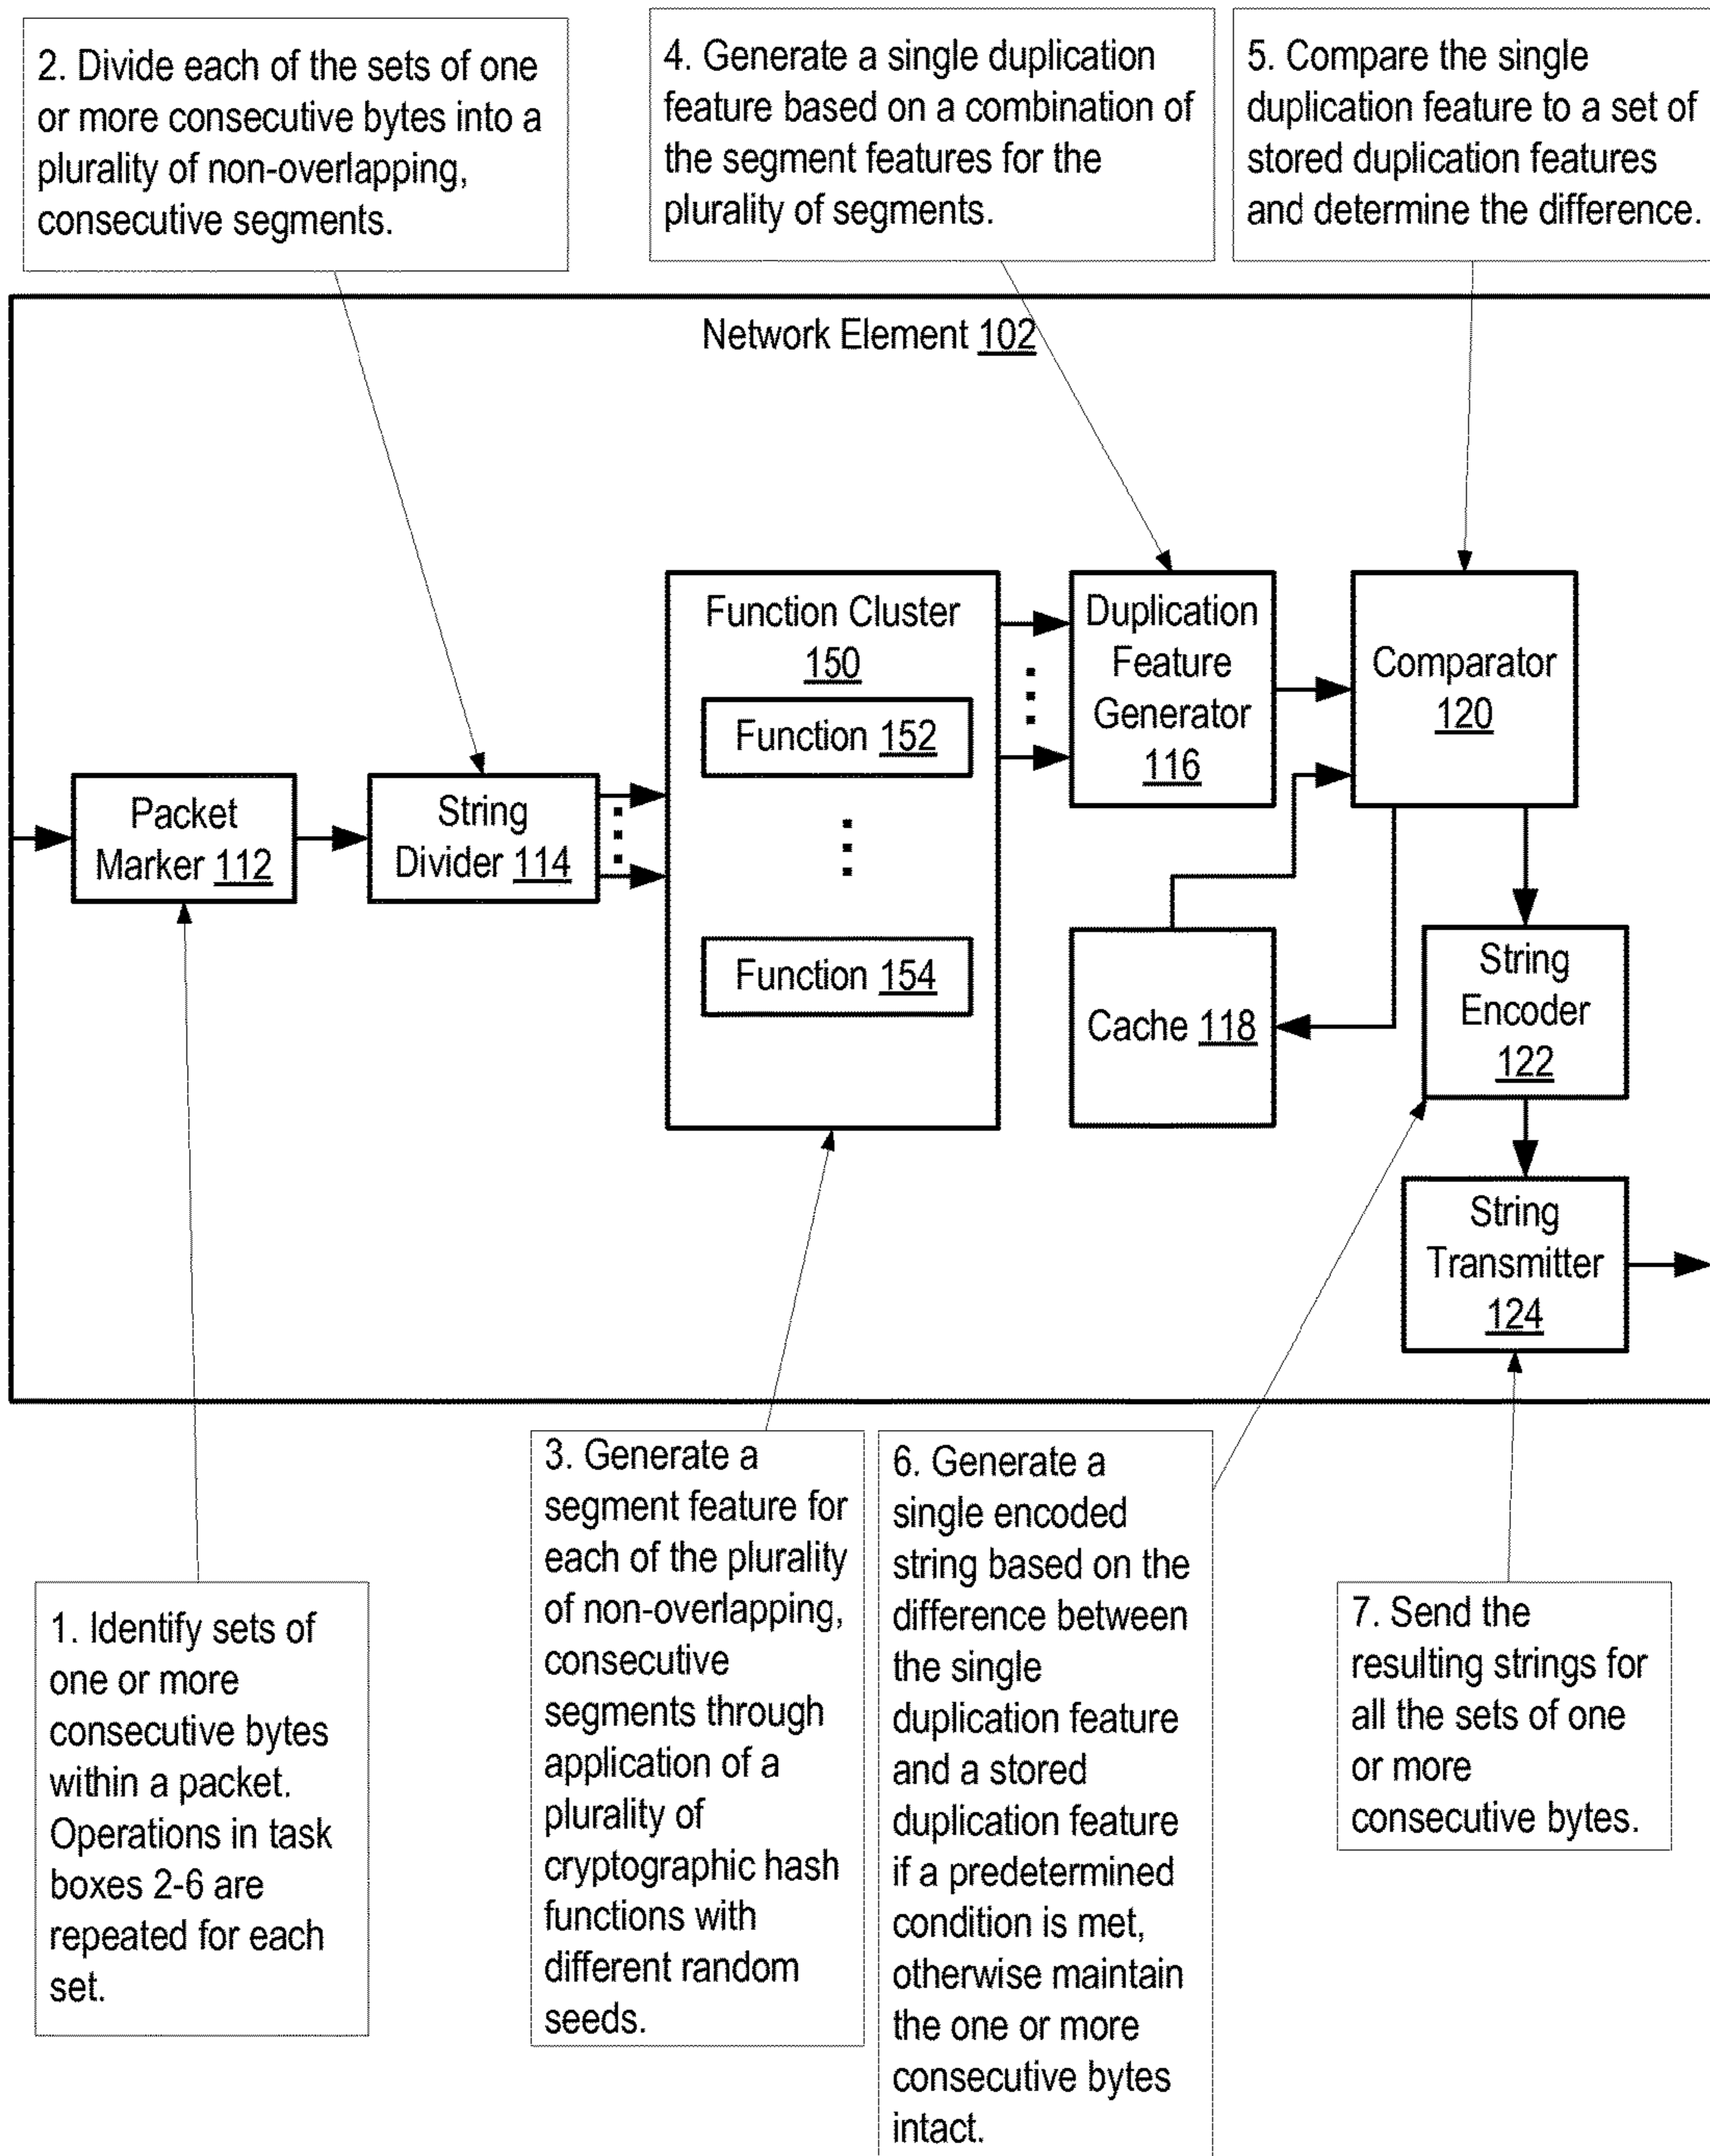 2. Divide each of the sets of one
or more consecutive bytes into a
plurality of non-overlapping,
consecutive segments.
4. Generate a single duplication
feature based on a combination of
the segment features for the
plurality of segments.
5. Compare the single
duplication feature to a set of
stored duplication features
and determine the difference.
Network Element 102
Packet
Marker 112
String
Divider 114
Function Cluster
150
Function 152
Function 154
Duplication
Feature
Generator
116
Comparator
120
Cache 118
String
Encoder
122
String
Transmitter
124
1. Identify sets of
one or more
consecutive bytes
within a packet.
Operations in task
boxes 2-6 are
repeated for each
set.
3. Generate a
segment feature for
each of the plurality
of non-overlapping,
consecutive
segments through
application of a
plurality of
cryptographic hash
functions with
different random
seeds.
6. Generate a
single encoded
string based on the
difference between
the single
duplication feature
and a stored
duplication feature
if a predetermined
condition is met,
otherwise maintain
the one or more
consecutive bytes
intact.
7. Send the
resulting strings for
all the sets of one
or more
consecutive bytes.